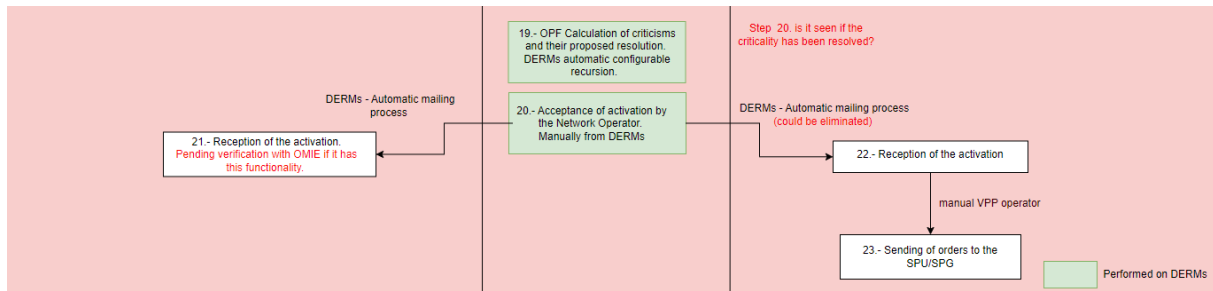 19.- OPF Calculation of criticisms
and their proposed resolution.
DERMs automatic configurable
recursion.
Step 20. is it seen if the
criticality has been resolved?
DERMs - Automatic mailing
process
20.- Acceptance of activation by
the Network Operator.
Manually from DERMs
DERMs - Automatic mailing process
(could be eliminated)
21.- Reception of the activation.
Pending verification with OMIE if it has
this functionality.
22.- Reception of the activation
manual VPP operator
23.- Sending of orders to the
SPU/SPG
Performed on DERMs